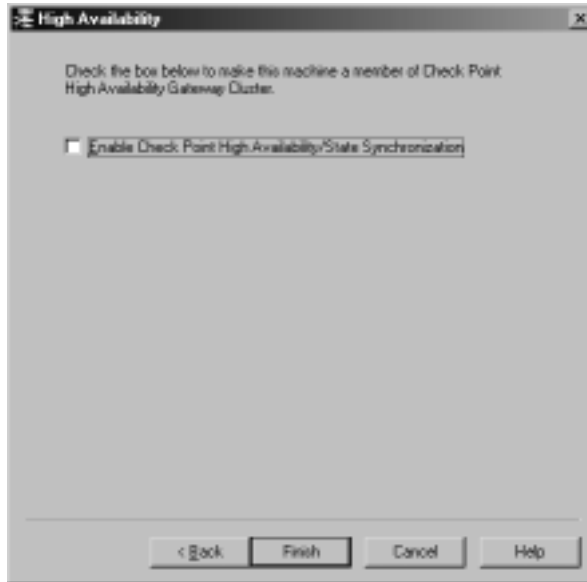 High Availability
Check the box below to make this machine a member of Check Point
High Availability Gateway Cluster.
Enable Check Point High Availability/State Synchronization
< Back
Finish
Cancel
Help